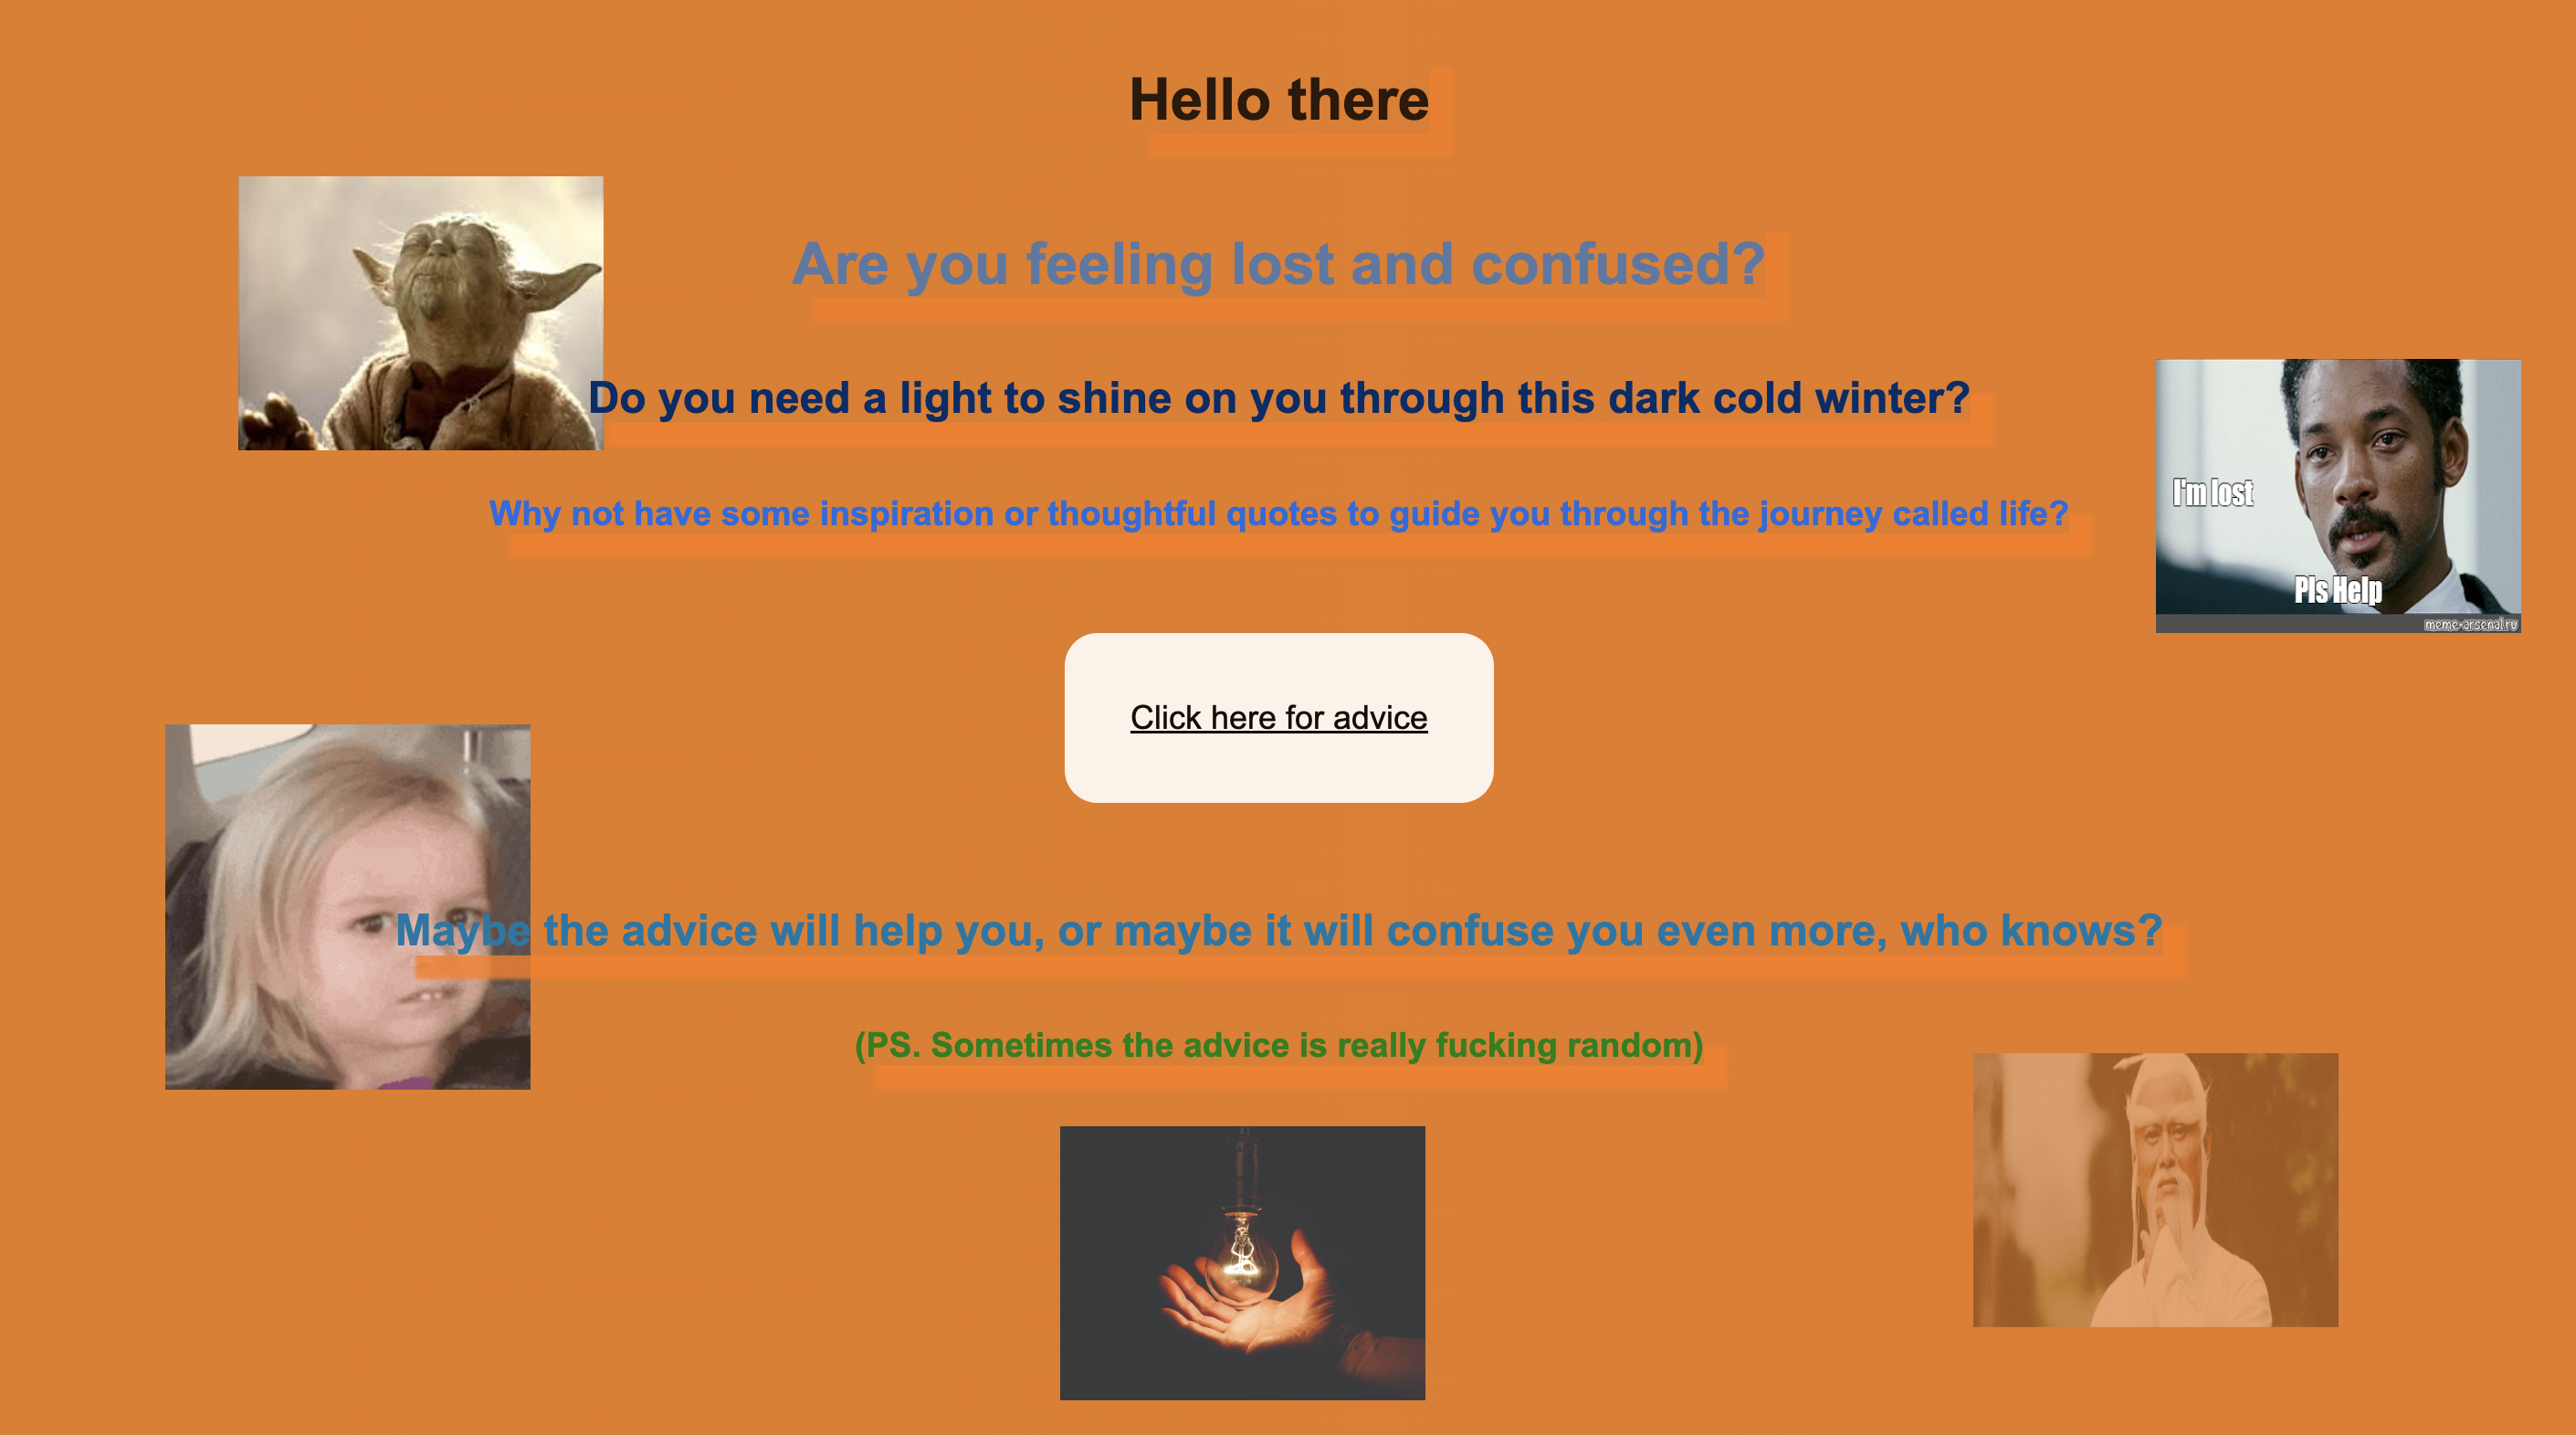 Hello there
Are you feeling lost and confused?
Do you need a light to shine on you through this dark cold winter?
Why not have some inspiration or thoughtful quotes to guide you through the journey called life?
I'm lost
Pls Help
meme-arsenal.ru
Click here for advice
Maybe the advice will help you, or maybe it will confuse you even more, who knows?
(PS. Sometimes the advice is really fucking random)